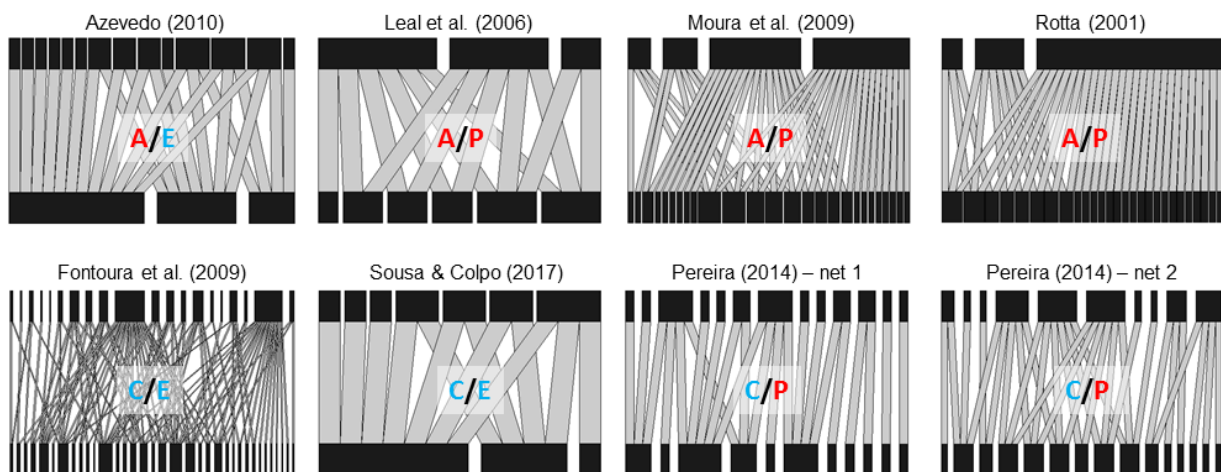 Azevedo (2010)
Leal et al. (2006)
Moura et al. (2009)
Rotta (2001)
A/E
A/P
A/P
A/P
Fontoura et al. (2009)
Sousa & Colpo (2017)
Pereira (2014) – net 1
Pereira (2014) – net 2
C/E
C/E
C/P
C/P